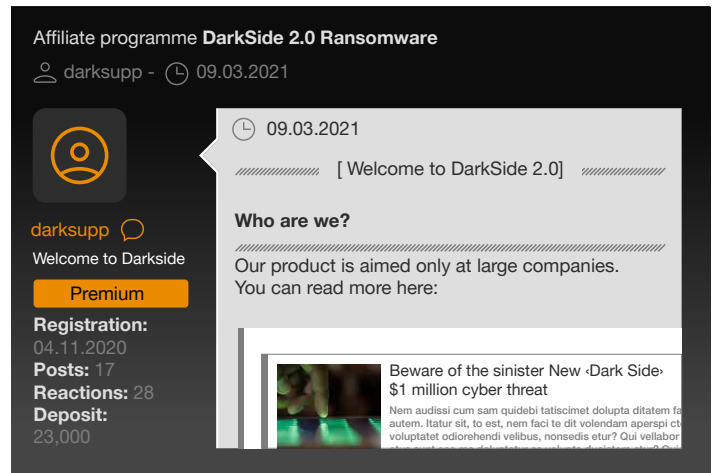 Affiliate programme DarkSide 2.0 Ransomware
darksupp - 09.03.2021
darksupp
Welcome to Darkside
Premium
Registration:
04.11.2020
Posts: 17
Reactions: 28
Deposit:
23,000
09.03.2021
[ Welcome to DarkSide 2.0]
Who are we?
Our product is aimed only at large companies.
You can read more here:
Beware of the sinister New ‹Dark Side›
$1 million cyber threat
Nem audissi cum sam quidebi tatiscimet dolupta ditatem fa
autem. Itatur sit, to est, nem faci te dit volendam aperspi ct
voluptatet odiorehendi velibus, nonsedis etur? Qui vellabor